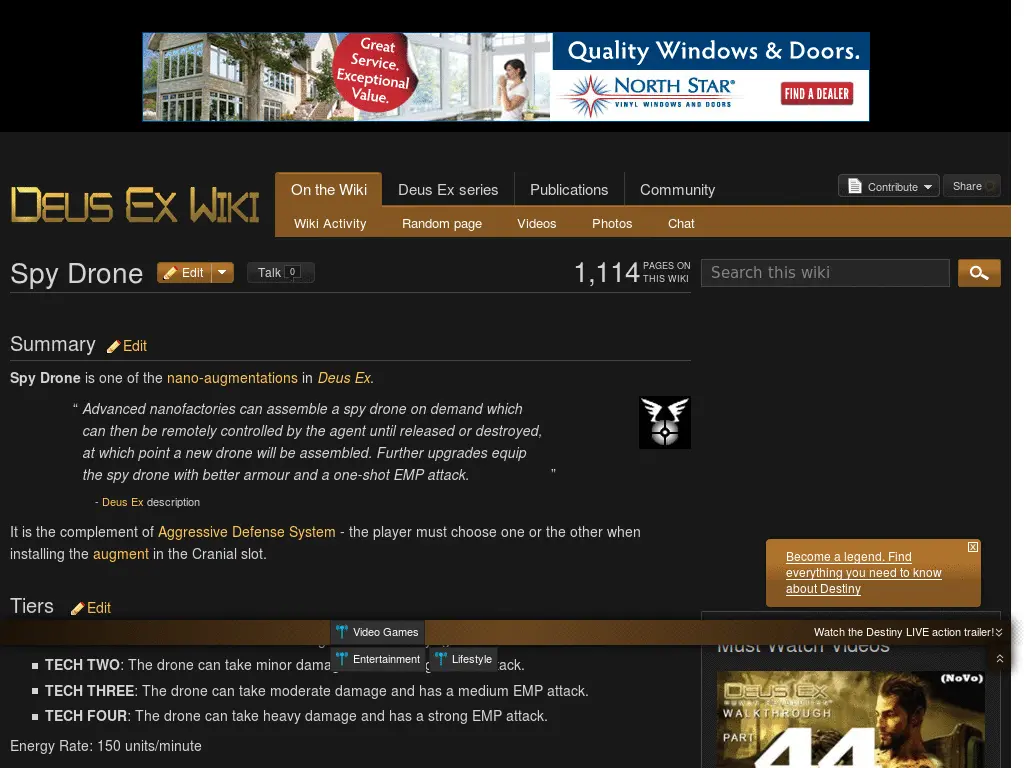 Great
Service.
Exceptional
Value.
Quality Windows & Doors.
NORTH STAR®
VINYL WINDOWS AND DOORS
FIND A DEALER
DEUS EX WIKI
On the Wiki
Deus Ex series
Publications
Community
Contribute
Share
Wiki Activity
Random page
Videos
Photos
Chat
Spy Drone
Edit
Talk 0
1,114 PAGES ON
THIS WIKI
Search this wiki
Summary Edit
Spy Drone is one of the nano-augmentations in Deus Ex.
“ Advanced nanofactories can assemble a spy drone on demand which
can then be remotely controlled by the agent until released or destroyed,
at which point a new drone will be assembled. Further upgrades equip
the spy drone with better armour and a one-shot EMP attack. ”
- Deus Ex description
It is the complement of Aggressive Defense System - the player must choose one or the other when
installing the augment in the Cranial slot.
Become a legend. Find
everything you need to know
about Destiny
Tiers Edit
Video Games
Watch the Destiny LIVE action trailer!
Entertainment
Lifestyle
TECH TWO: The drone can take minor
TECH THREE: The drone can take moderate damage and has a medium EMP attack.
TECH FOUR: The drone can take heavy damage and has a strong EMP attack.
Energy Rate: 150 units/minute
Must Watch Videos
(NoVo)
DEUS EX
WALKTHROUGH
PART
44